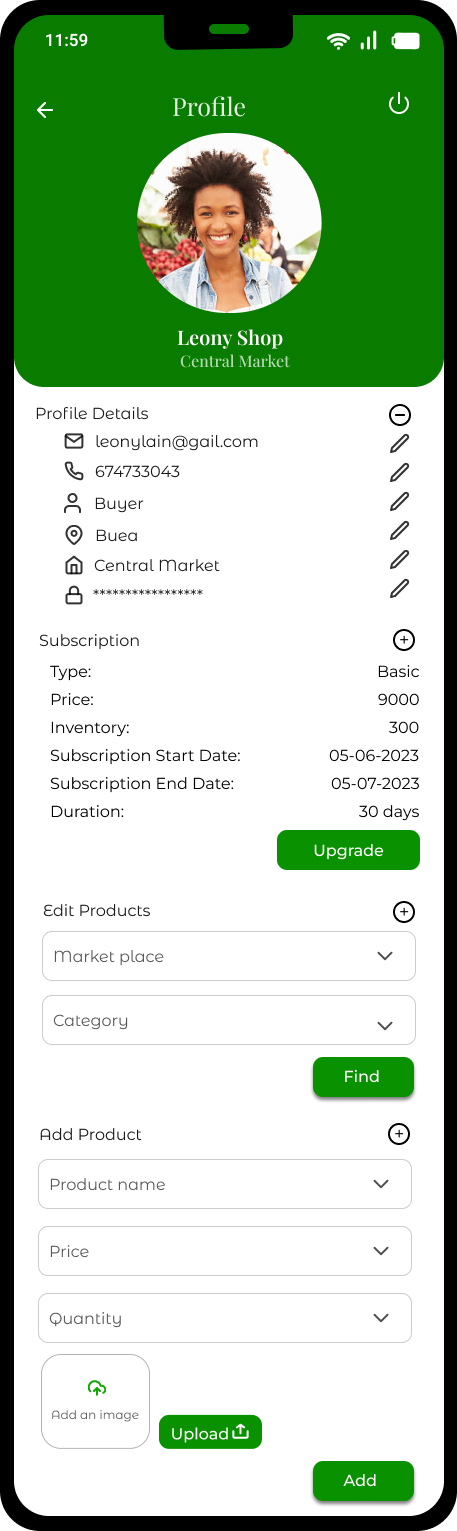 11:59
Profile
Leony Shop
Central Market
Profile Details
leonylain@gail.com
674733043
Buyer
Buea
Central Market
*****************
Subscription
Type: Basic
Price: 9000
Inventory: 300
Subscription Start Date: 05-06-2023
Subscription End Date: 05-07-2023
Duration: 30 days
Upgrade
Edit Products
Market place
Category
Find
Add Product
Product name
Price
Quantity
Add an image
Upload
Add